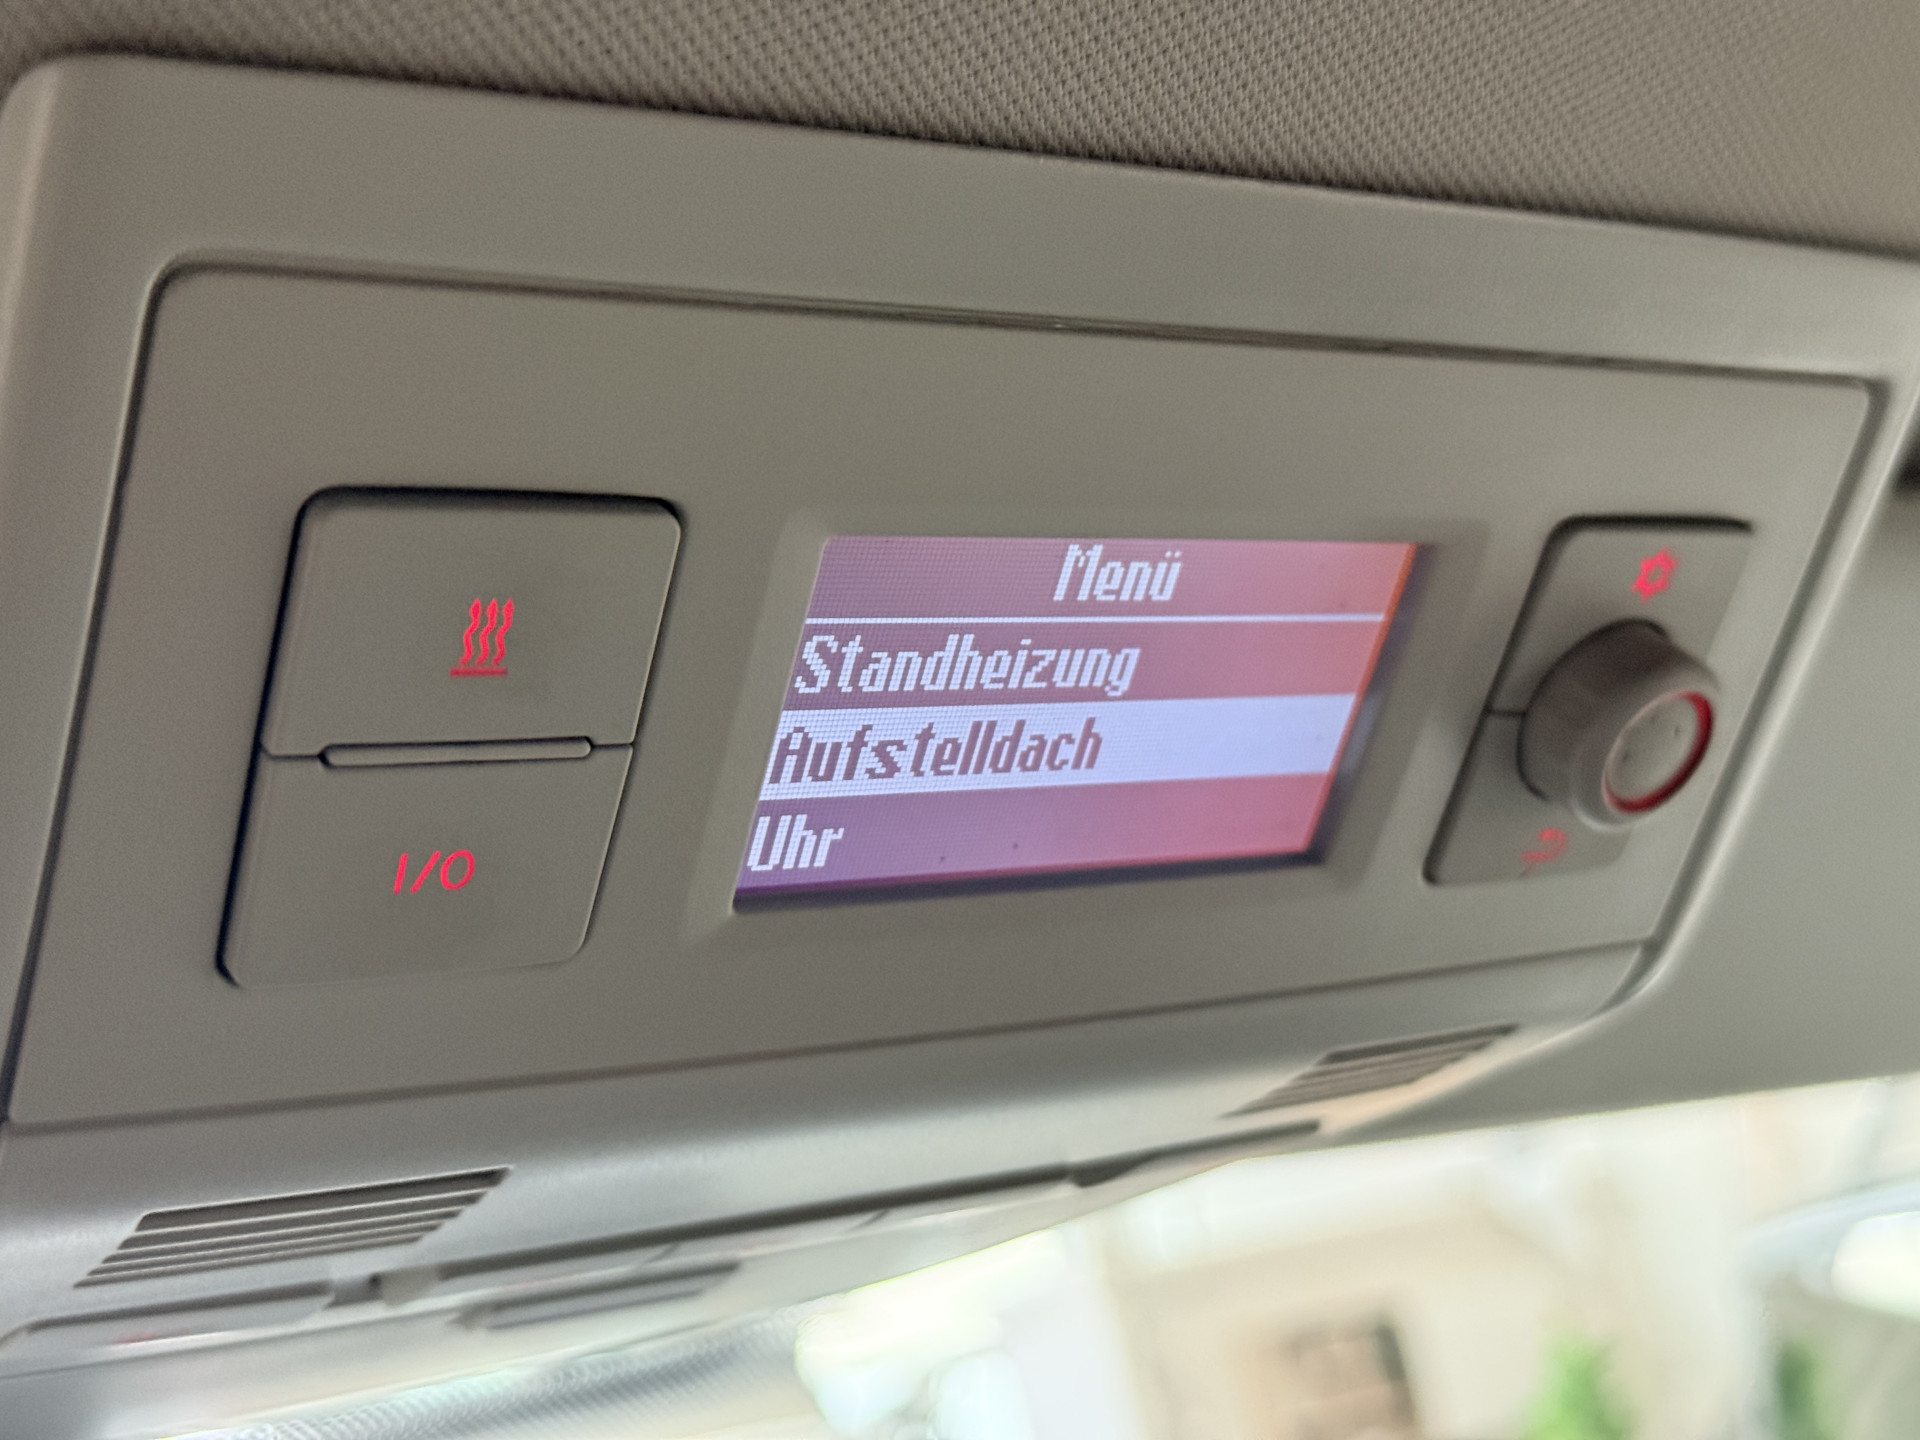 Menü
Standheizung
Aufstelldach
Uhr
I/O